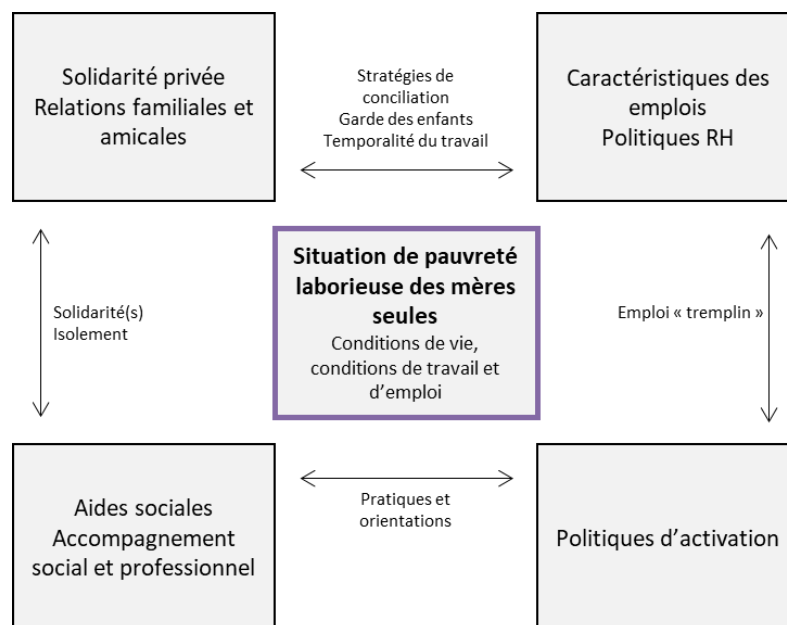 Solidarité privée
Relations familiales et
amicales
Stratégies de
conciliation
Garde des enfants
Temporalité du travail
Caractéristiques des
emplois
Politiques RH
Situation de pauvreté
laborieuse des mères
seules
Conditions de vie,
conditions de travail et
d’emploi
Solidarité(s)
Isolement
Emploi « tremplin »
Aides sociales
Accompagnement
social et professionnel
Pratiques et
orientations
Politiques d’activation